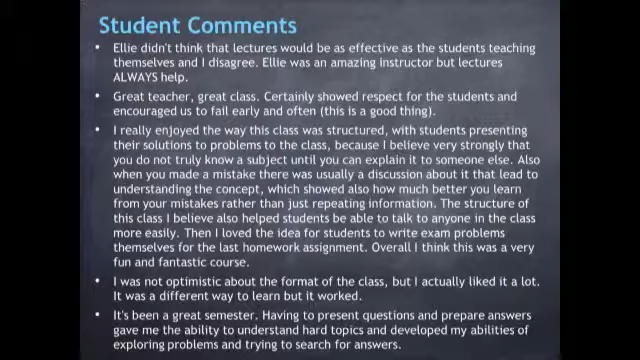 Student Comments
• Ellie didn't think that lectures would be as effective as the students teaching
themselves and I disagree. Ellie was an amazing instructor but lectures
ALWAYS help.
• Great teacher, great class. Certainly showed respect for the students and
encouraged us to fail early and often (this is a good thing).
• I really enjoyed the way this class was structured, with students presenting
their solutions to problems to the class, because I believe very strongly that
you do not truly know a subject until you can explain it to someone else. Also
when you made a mistake there was usually a discussion about it that lead to
understanding the concept, which showed also how much better you learn
from your mistakes rather than just repeating information. The structure of
this class I believe also helped students be able to talk to anyone in the class
more easily. Then I loved the idea for students to write exam problems
themselves for the last homework assignment. Overall I think this was a very
fun and fantastic course.
• I was not optimistic about the format of the class, but I actually liked it a lot.
It was a different way to learn but it worked.
• It's been a great semester. Having to present questions and prepare answers
gave me the ability to understand hard topics and developed my abilities of
exploring problems and trying to search for answers.